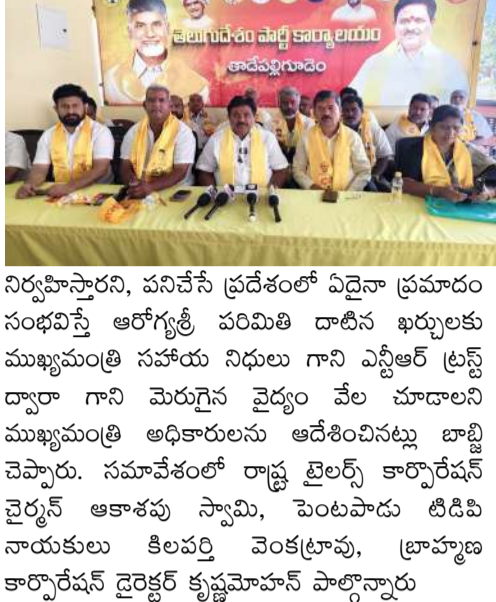 తెలుగుదేశం పార్టీ కార్యాలయం
తాడేపల్లిగూడెం
నిర్వహిస్తారని, పనిచేసే ప్రదేశంలో ఏదైనా ప్రమాదం
సంభవిస్తే ఆరోగ్యశ్రీ పరిమితి దాటిన ఖర్చులకు
ముఖ్యమంత్రి సహాయ నిధులు గాని ఎన్టీఆర్ ట్రస్ట్
ద్వారా గాని మెరుగైన వైద్యం వేల చూడాలని
ముఖ్యమంత్రి అధికారులను ఆదేశించినట్లు బాబ్జి
చెప్పారు. సమావేశంలో రాష్ట్ర టైలర్స్ కార్పొరేషన్
చైర్మన్ ఆకాశపు స్వామి, పెంటపాడు టిడిపి
నాయకులు కిలపర్తి వెంకట్రావు, బ్రాహ్మణ
కార్పొరేషన్ డైరెక్టర్ కృష్ణమోహన్ పాల్గొన్నారు